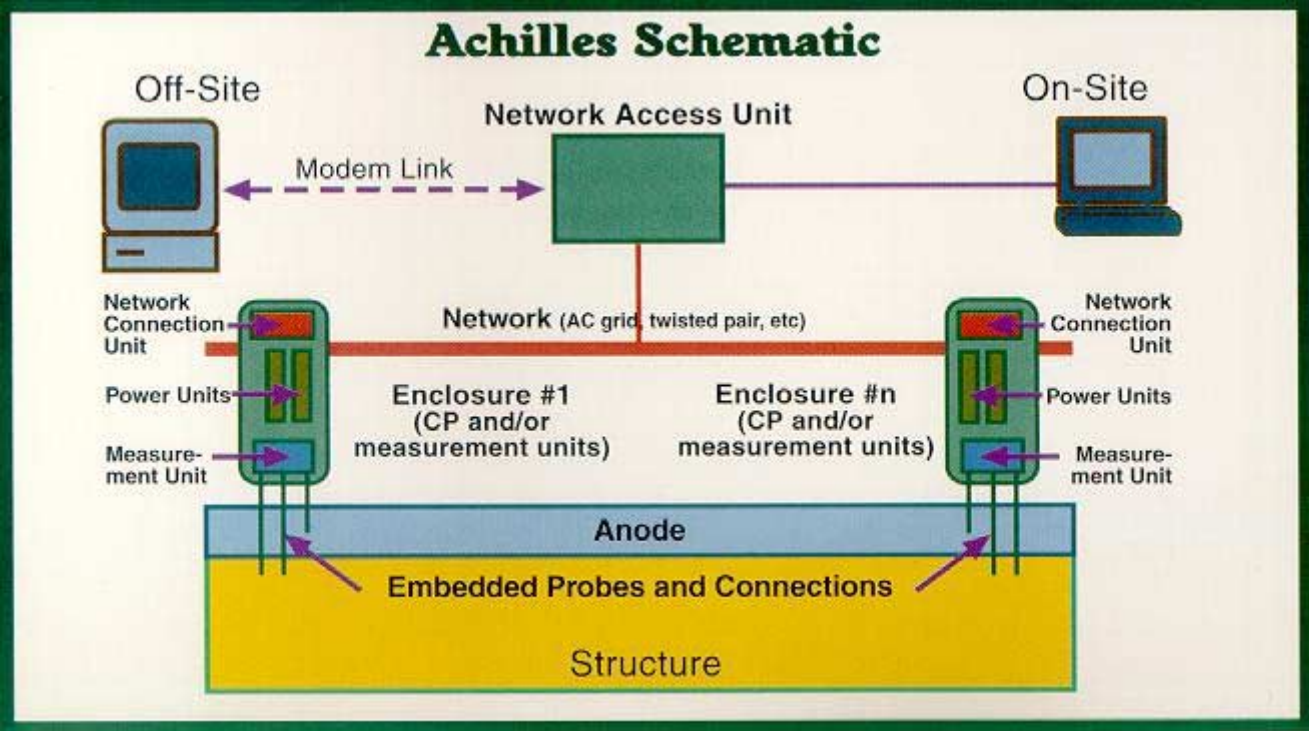 Achilles Schematic
Off-Site
On-Site
Network Access Unit
Modem Link
Network
Connection
Unit
Network (AC grid, twisted pair, etc)
Network
Connection
Unit
Power Units
Enclosure #1
(CP and/or
measurement units)
Enclosure #n
(CP and/or
measurement units)
Power Units
Measure-
ment Unit
Measure-
ment Unit
Anode
Embedded Probes and Connections
Structure